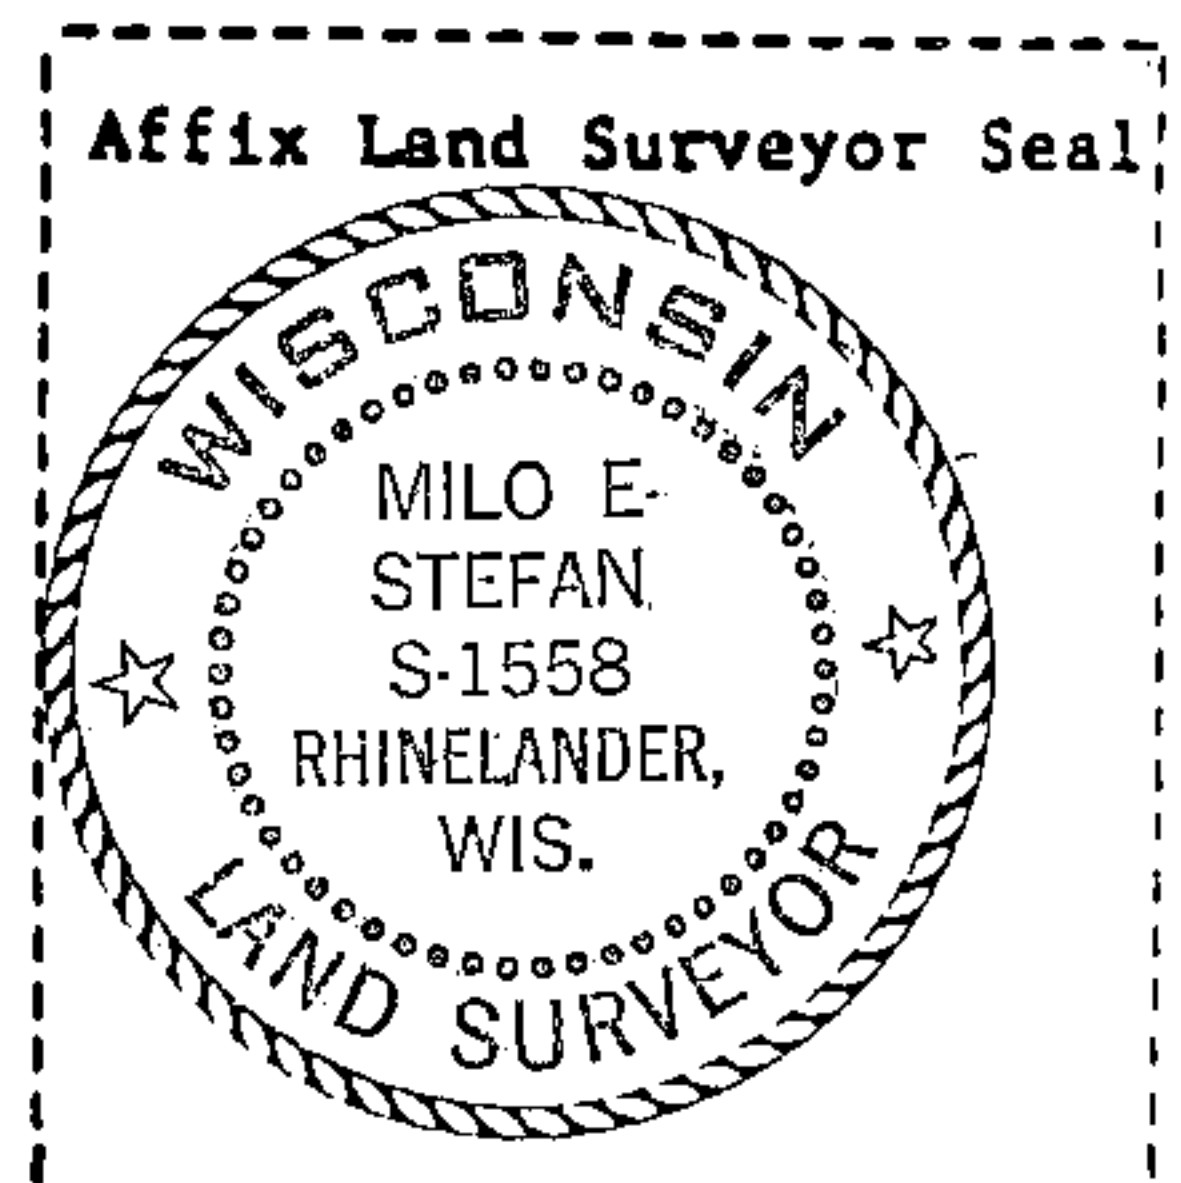 Affix Land Surveyor Seal
WISCONSIN
MILO E.
STEFAN
S-1558
RHINELANDER,
WIS.
LAND SURVEYOR